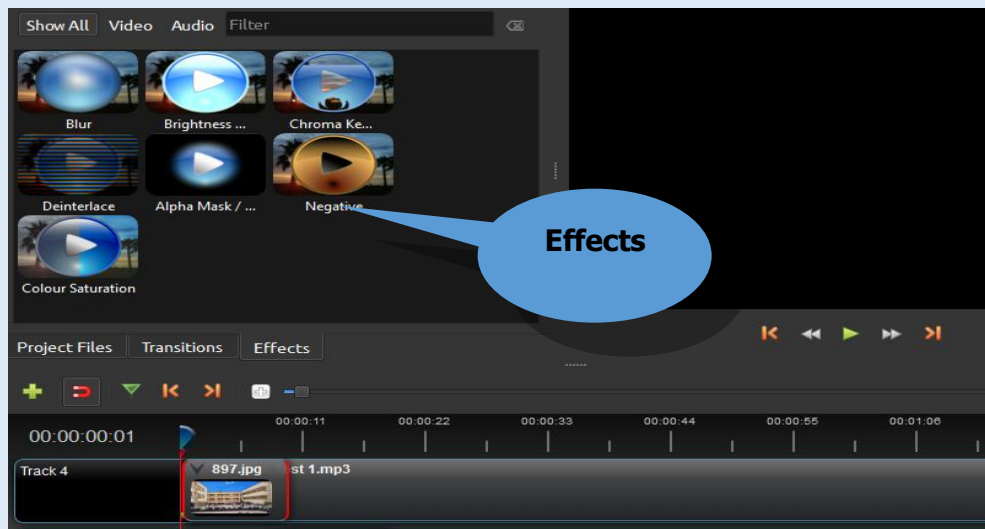 Show All Video Audio Filter
Blur Brightness ... Chroma Ke...
Deinterlace Alpha Mask / ... Negative
Effects
Colour Saturation
Project Files Transitions Effects
00:00:11 00:00:22 00:00:33 00:00:44 00:00:55 00:01:06
00:00:00:01
Track 4 897.jpg st 1.mp3